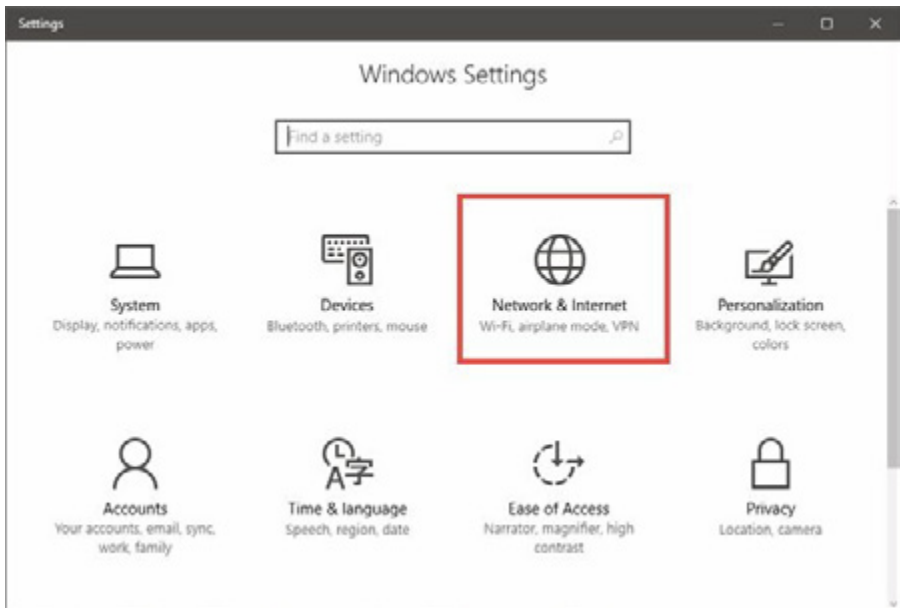 Settings
Windows Settings
Find a setting
System
Display, notifications, apps,
power
Devices
Bluetooth, printers, mouse
Network & Internet
Wi-Fi, airplane mode, VPN
Personalization
Background, lock screen,
colors
Accounts
Your accounts, email, sync,
work, family
A字
Time & language
Speech, region, date
Ease of Access
Narrator, magnifier, high
contrast
Privacy
Location, camera